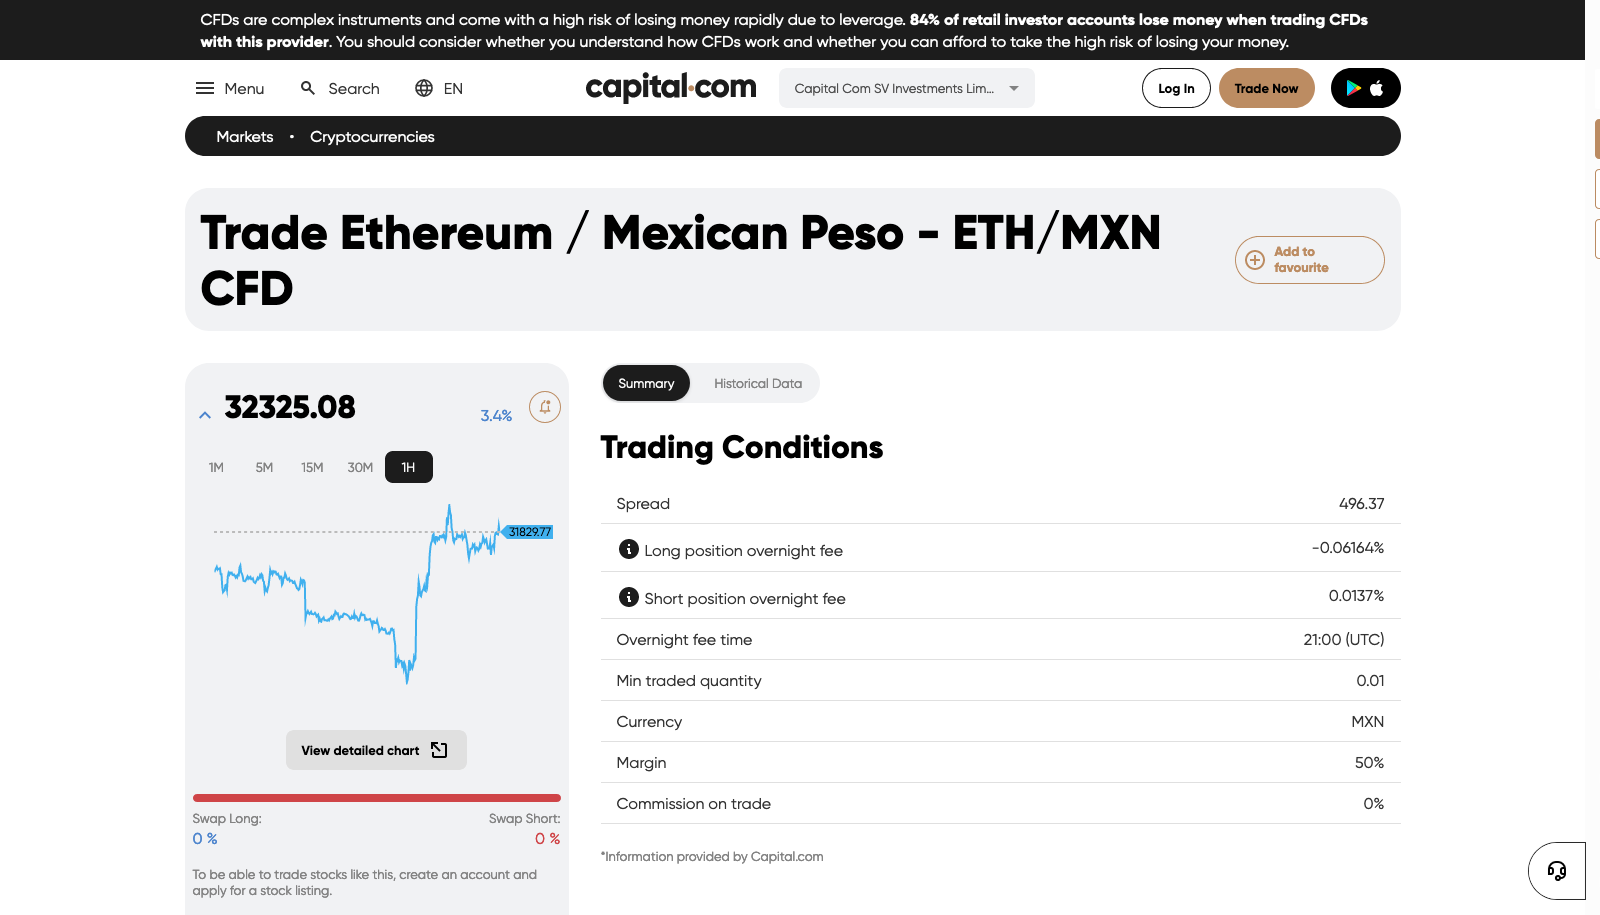 CFDs are complex instruments and come with a high risk of losing money rapidly due to leverage. 84% of retail investor accounts lose money when trading CFDs
with this provider. You should consider whether you understand how CFDs work and whether you can afford to take the high risk of losing your money.
Menu
Search
EN
capital.com
Capital Com SV Investments Lim...
Log In
Trade Now
Markets • Cryptocurrencies
Trade Ethereum / Mexican Peso - ETH/MXN
CFD
Add to
favourite
32325.08
3.4%
1M 5M 15M 30M 1H
31829.77
View detailed chart
Swap Long: Swap Short:
0 % 0 %
To be able to trade stocks like this, create an account and
apply for a stock listing.
Summary Historical Data
Trading Conditions
Spread 496.37
Long position overnight fee -0.06164%
Short position overnight fee 0.0137%
Overnight fee time 21:00 (UTC)
Min traded quantity 0.01
Currency MXN
Margin 50%
Commission on trade 0%
*Information provided by Capital.com